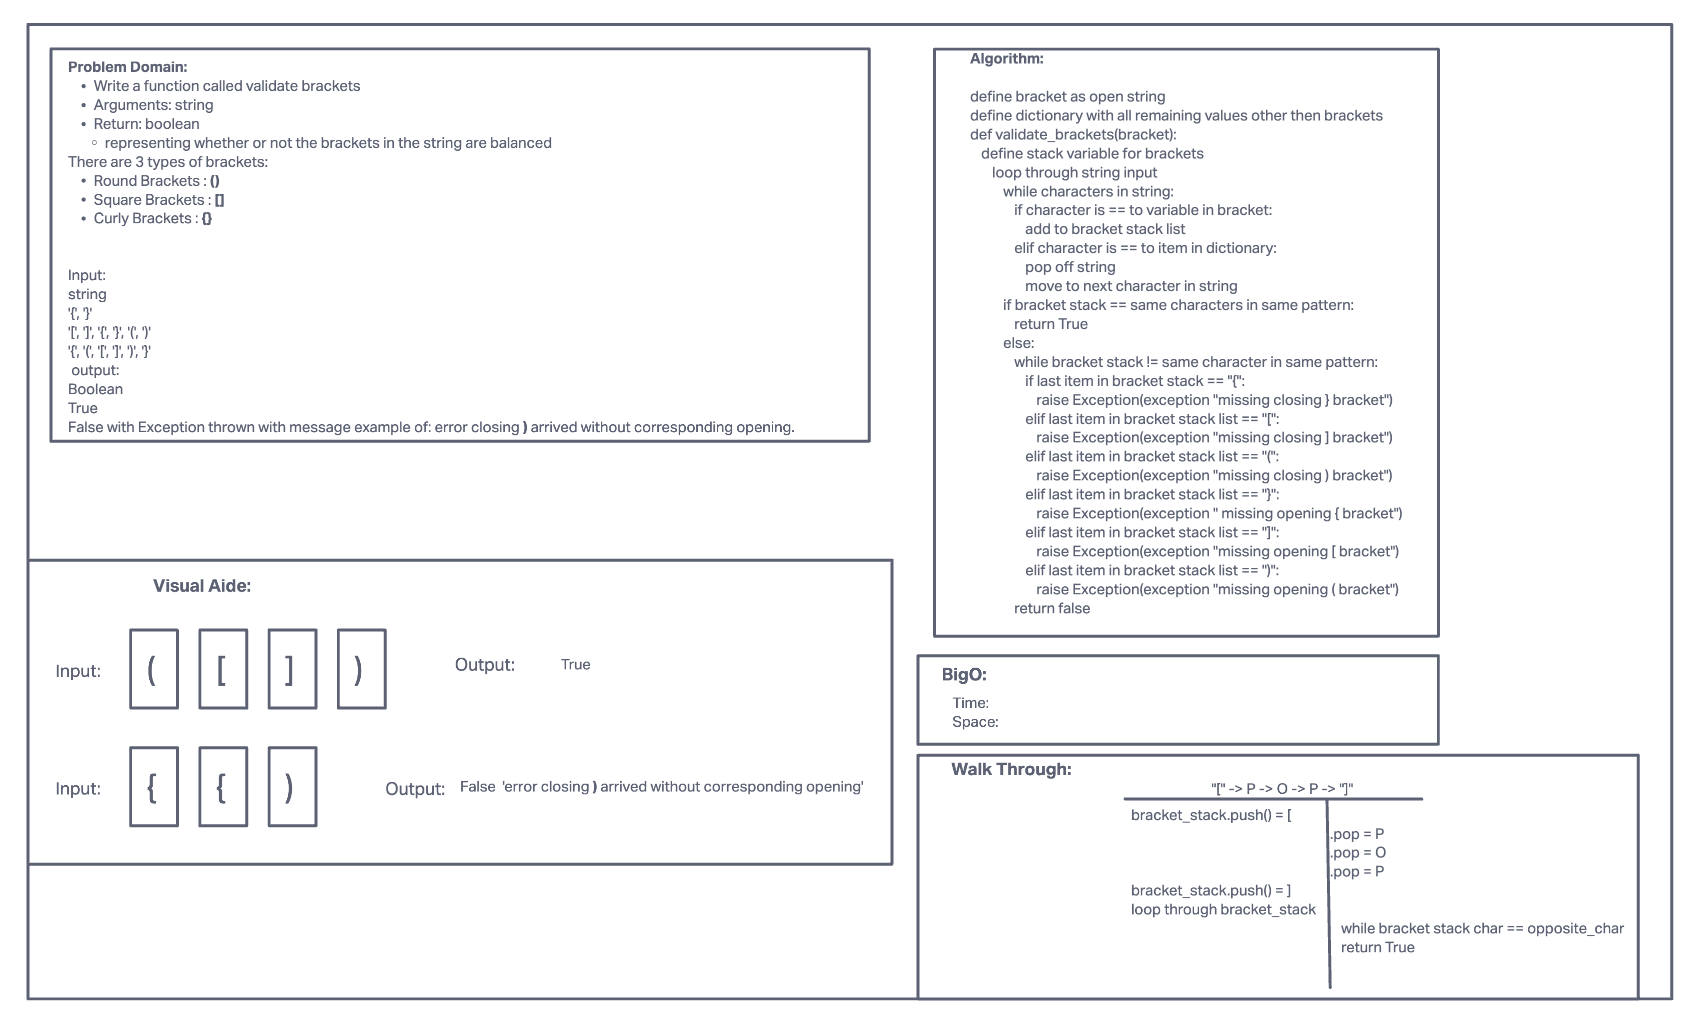 Problem Domain:
• Write a function called validate brackets
• Arguments: string
• Return: boolean
◦ representing whether or not the brackets in the string are balanced
There are 3 types of brackets:
• Round Brackets : ()
• Square Brackets : []
• Curly Brackets : {}
Input:
string
'{', '}'
'[', ']', '{', '}', '(', ')'
'{', '(', '[', ']', ')', '}'
output:
Boolean
True
False with Exception thrown with message example of: error closing ) arrived without corresponding opening.
Visual Aide:
Input: ( [ ] ) Output: True
Input: { { ) Output: False 'error closing ) arrived without corresponding opening'
Algorithm:
define bracket as open string
define dictionary with all remaining values other then brackets
def validate_brackets(bracket):
define stack variable for brackets
loop through string input
while characters in string:
if character is == to variable in bracket:
add to bracket stack list
elif character is == to item in dictionary:
pop off string
move to next character in string
if bracket stack == same characters in same pattern:
return True
else:
while bracket stack != same character in same pattern:
if last item in bracket stack == "{":
raise Exception(exception "missing closing } bracket")
elif last item in bracket stack list == "[":
raise Exception(exception "missing closing ] bracket")
elif last item in bracket stack list == "(":
raise Exception(exception "missing closing ) bracket")
elif last item in bracket stack list == "}":
raise Exception(exception " missing opening { bracket")
elif last item in bracket stack list == "]":
raise Exception(exception "missing opening [ bracket")
elif last item in bracket stack list == ")":
raise Exception(exception "missing opening ( bracket")
return false
BigO:
Time:
Space:
Walk Through:
"[" -> P -> O -> P -> "]"
bracket_stack.push() = [
.pop = P
.pop = O
.pop = P
bracket_stack.push() = ]
loop through bracket_stack
while bracket stack char == opposite_char
return True